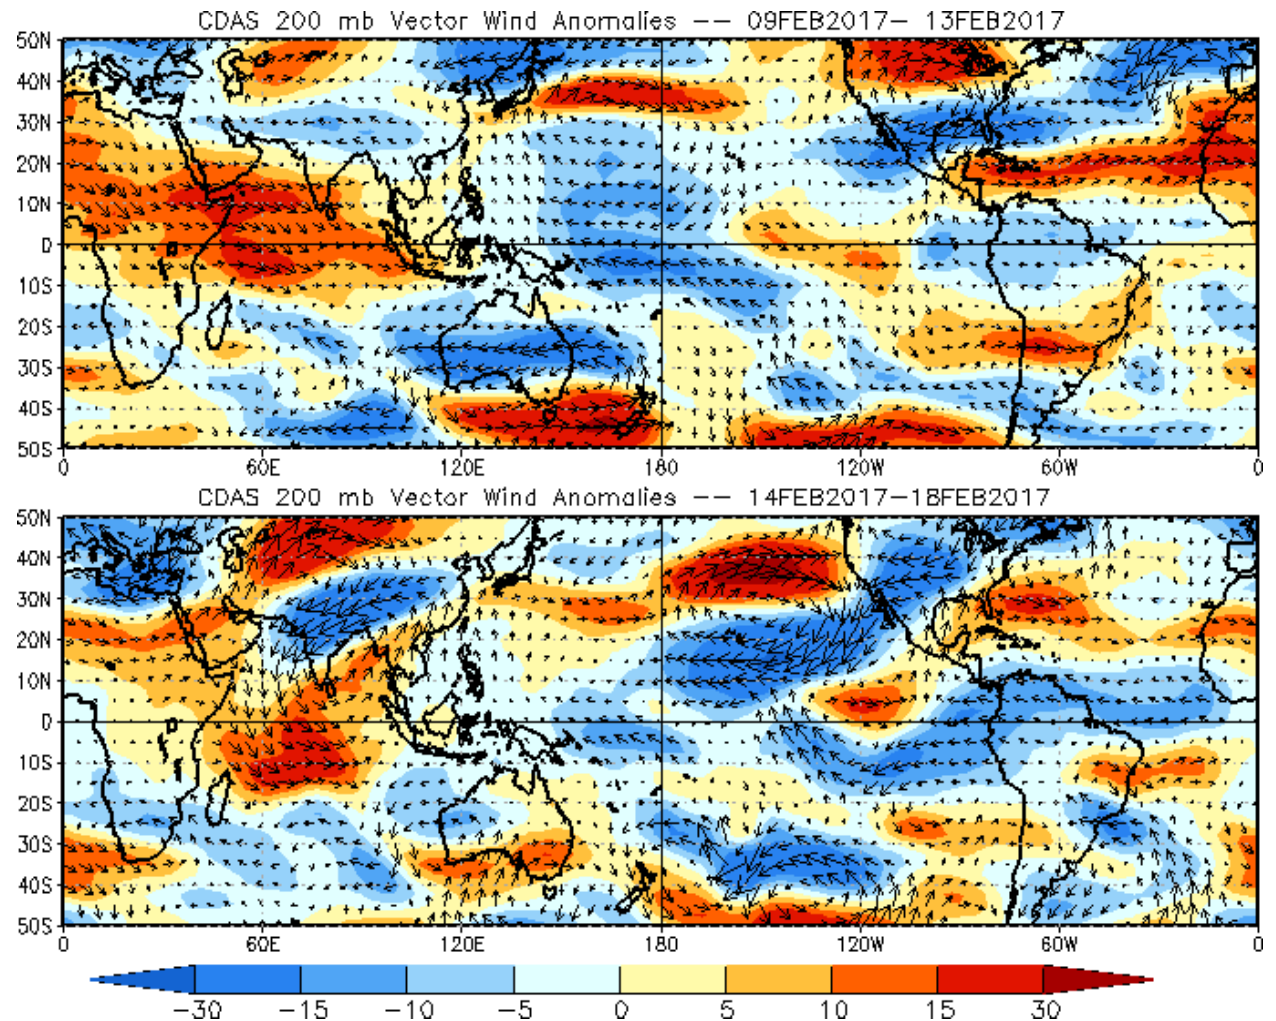 CDAS 200 mb Vector Wind Anomalies -- 09FEB2017- 13FEB2017
50N
40N
30N
20N
10N
0
10S
20S
30S
40S
50S
0 60E 120E 180 120W 60W 0
CDAS 200 mb Vector Wind Anomalies -- 14FEB2017-18FEB2017
50N
40N
30N
20N
10N
0
10S
20S
30S
40S
50S
0 60E 120E 180 120W 60W 0
-30 -15 -10 -5 0 5 10 15 30